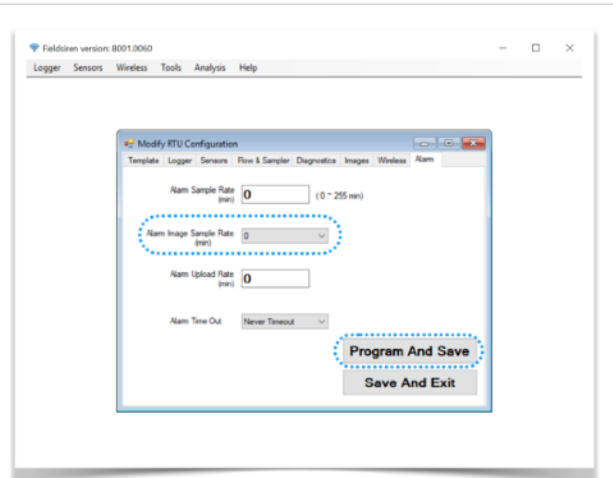 Fieldsiren version: 8001.0060
Logger Sensors Wireless Tools Analysis Help
Modify RTU Configuration
Template Logger Sensors Flow & Sampler Diagnostics Images Wireless Alarm
Alarm Sample Rate
(min)
0
( 0 ~ 255 min)
Alarm Image Sample Rate
(min)
0
Alarm Upload Rate
(min)
0
Alarm Time Out
Never Timeout
Program And Save
Save And Exit